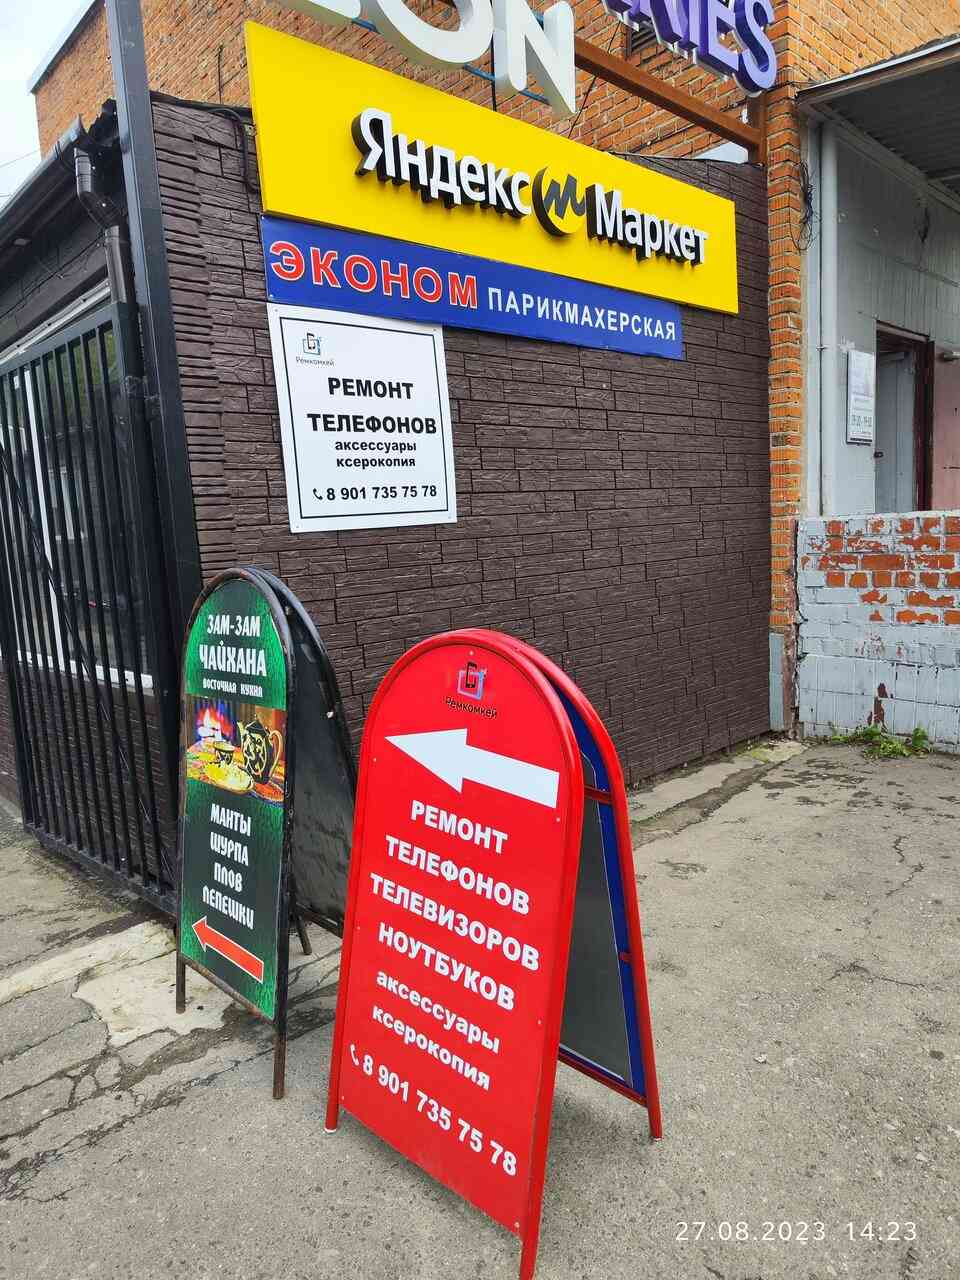 ON
RIES
Яндекс Маркет
ЭКОНОМ ПАРИКМАХЕРСКАЯ
Ремкомкей
РЕМОНТ
ТЕЛЕФОНОВ
аксессуары
ксерокопия
8 901 735 75 78
ЗАМ-ЗАМ
ЧАЙХАНА
ВОСТОЧНАЯ КУХНЯ
МАНТЫ
ШУРПА
ПЛОВ
ЛЕПЕШКИ
Ремкомкей
РЕМОНТ
ТЕЛЕФОНОВ
ТЕЛЕВИЗОРОВ
НОУТБУКОВ
аксессуары
ксерокопия
8 901 735 75 78
27.08.2023 14:23